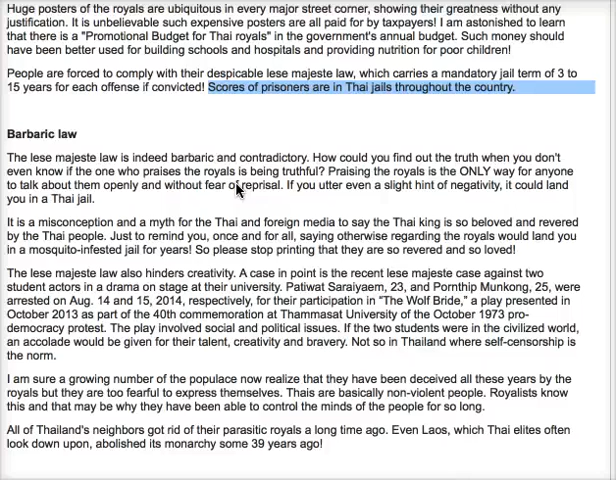 Huge posters of the royals are ubiquitous in every major street corner, showing their greatness without any
justification. It is unbelievable such expensive posters are all paid for by taxpayers! I am astonished to learn
that there is a "Promotional Budget for Thai royals" in the government's annual budget. Such money should
have been better used for building schools and hospitals and providing nutrition for poor children!
People are forced to comply with their despicable lese majeste law, which carries a mandatory jail term of 3 to
15 years for each offense if convicted! Scores of prisoners are in Thai jails throughout the country.
Barbaric law
The lese majeste law is indeed barbaric and contradictory. How could you find out the truth when you don't
even know if the one who praises the royals is being truthful? Praising the royals is the ONLY way for anyone
to talk about them openly and without fear of reprisal. If you utter even a slight hint of negativity, it could land
you in a Thai jail.
It is a misconception and a myth for the Thai and foreign media to say the Thai king is so beloved and revered
by the Thai people. Just to remind you, once and for all, saying otherwise regarding the royals would land you
in a mosquito-infested jail for years! So please stop printing that they are so revered and so loved!
The lese majeste law also hinders creativity. A case in point is the recent lese majeste case against two
student actors in a drama on stage at their university. Patiwat Saraiyaem, 23, and Pornthip Munkong, 25, were
arrested on Aug. 14 and 15, 2014, respectively, for their participation in "The Wolf Bride," a play presented in
October 2013 as part of the 40th commemoration at Thammasat University of the October 1973 pro-
democracy protest. The play involved social and political issues. If the two students were in the civilized world,
an accolade would be given for their talent, creativity and bravery. Not so in Thailand where self-censorship is
the norm.
I am sure a growing number of the populace now realize that they have been deceived all these years by the
royals but they are too fearful to express themselves. Thais are basically non-violent people. Royalists know
this and that may be why they have been able to control the minds of the people for so long.
All of Thailand's neighbors got rid of their parasitic royals a long time ago. Even Laos, which Thai elites often
look down upon, abolished its monarchy some 39 years ago!